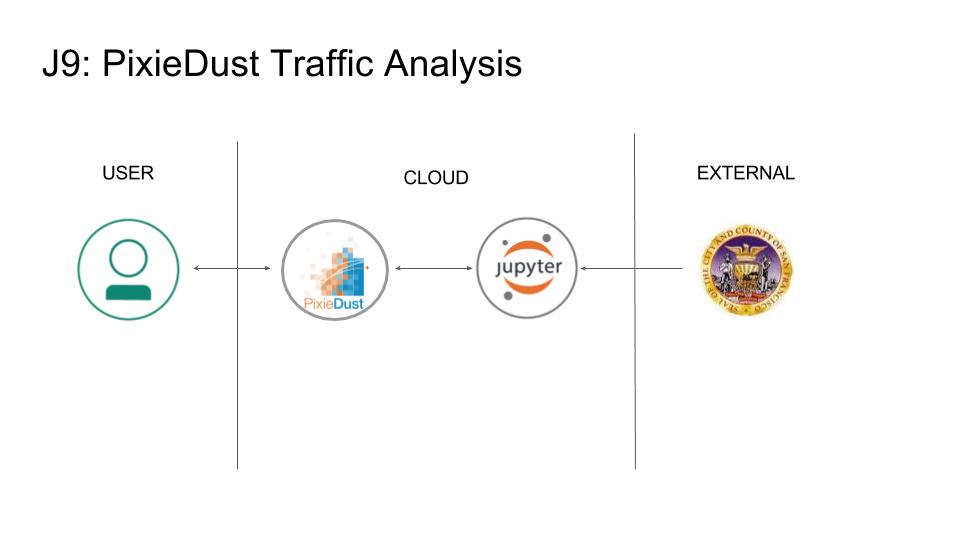 J9: PixieDust Traffic Analysis
USER
CLOUD
EXTERNAL
PixieDust
jupyter
SEAL OF THE CITY AND COUNTY OF SAN FRANCISCO